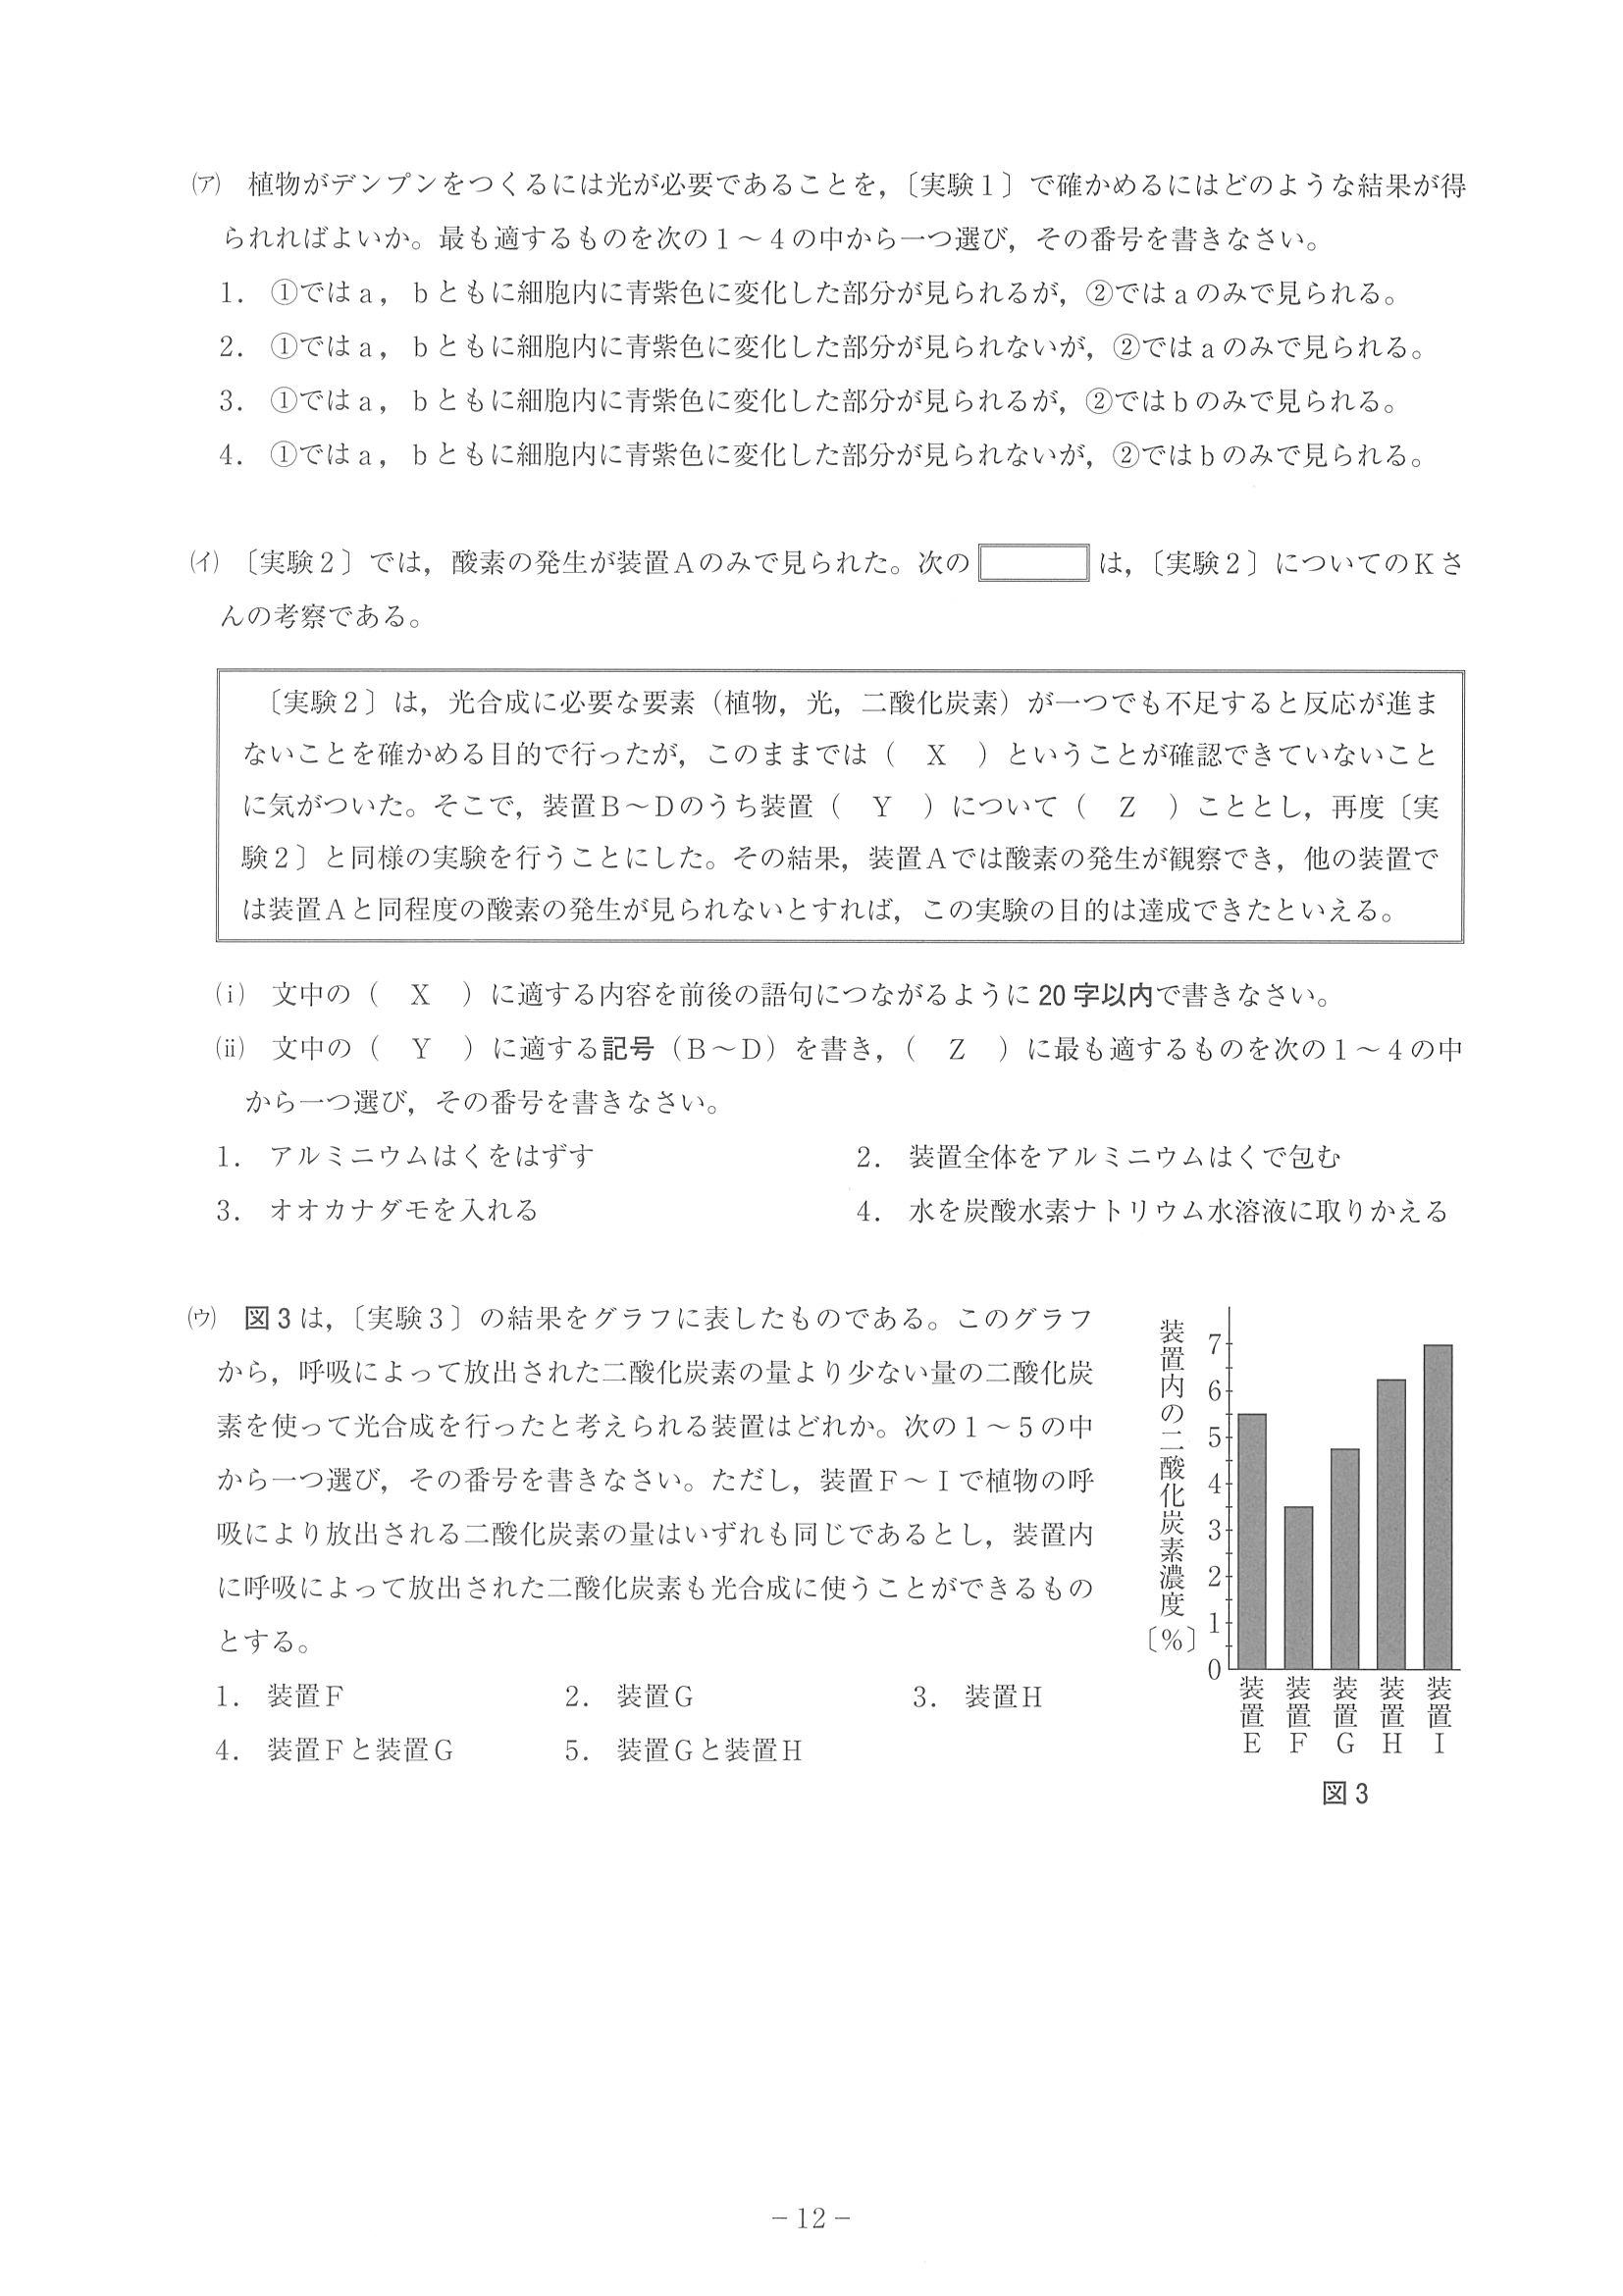 (ア) 植物がデンプンをつくるには光が必要であることを，〔実験１〕で確かめるにはどのような結果が得
られればよいか。最も適するものを次の１～４の中から一つ選び，その番号を書きなさい。
1. ①ではａ，ｂともに細胞内に青紫色に変化した部分が見られるが，②ではａのみで見られる。
2. ①ではａ，ｂともに細胞内に青紫色に変化した部分が見られないが，②ではａのみで見られる。
3. ①ではａ，ｂともに細胞内に青紫色に変化した部分が見られるが，②ではｂのみで見られる。
4. ①ではａ，ｂともに細胞内に青紫色に変化した部分が見られないが，②ではｂのみで見られる。
(イ) 〔実験２〕では，酸素の発生が装置Ａのみで見られた。次の　　　は，〔実験２〕についてのＫさ
んの考察である。
〔実験２〕は，光合成に必要な要素（植物，光，二酸化炭素）が一つでも不足すると反応が進ま
ないことを確かめる目的で行ったが，このままでは（　Ｘ　）ということが確認できていないこと
に気がついた。そこで，装置Ｂ～Ｄのうち装置（　Ｙ　）について（　Ｚ　）こととし，再度〔実
験２〕と同様の実験を行うことにした。その結果，装置Ａでは酸素の発生が観察でき，他の装置で
は装置Ａと同程度の酸素の発生が見られないとすれば，この実験の目的は達成できたといえる。
(i) 文中の（　Ｘ　）に適する内容を前後の語句につながるように20字以内で書きなさい。
(ii) 文中の（　Ｙ　）に適する記号（Ｂ～Ｄ）を書き，（　Ｚ　）に最も適するものを次の１～４の中
から一つ選び，その番号を書きなさい。
1. アルミニウムはくをはずす　2. 装置全体をアルミニウムはくで包む
3. オオカナダモを入れる　4. 水を炭酸水素ナトリウム水溶液に取りかえる
(ウ) 図３は，〔実験３〕の結果をグラフに表したものである。このグラフ
から，呼吸によって放出された二酸化炭素の量より少ない量の二酸化炭
素を使って光合成を行ったと考えられる装置はどれか。次の１～５の中
から一つ選び，その番号を書きなさい。ただし，装置Ｆ～Ｉで植物の呼
吸により放出される二酸化炭素の量はいずれも同じであるとし，装置内
に呼吸によって放出された二酸化炭素も光合成に使うことができるもの
とする。
1. 装置Ｆ　2. 装置Ｇ　3. 装置Ｈ
4. 装置Ｆと装置Ｇ　5. 装置Ｇと装置Ｈ
装置内の二酸化炭素濃度〔％〕
7
6
5
4
3
2
1
0
装置Ｅ
装置Ｆ
装置Ｇ
装置Ｈ
装置Ｉ
図３
－12－